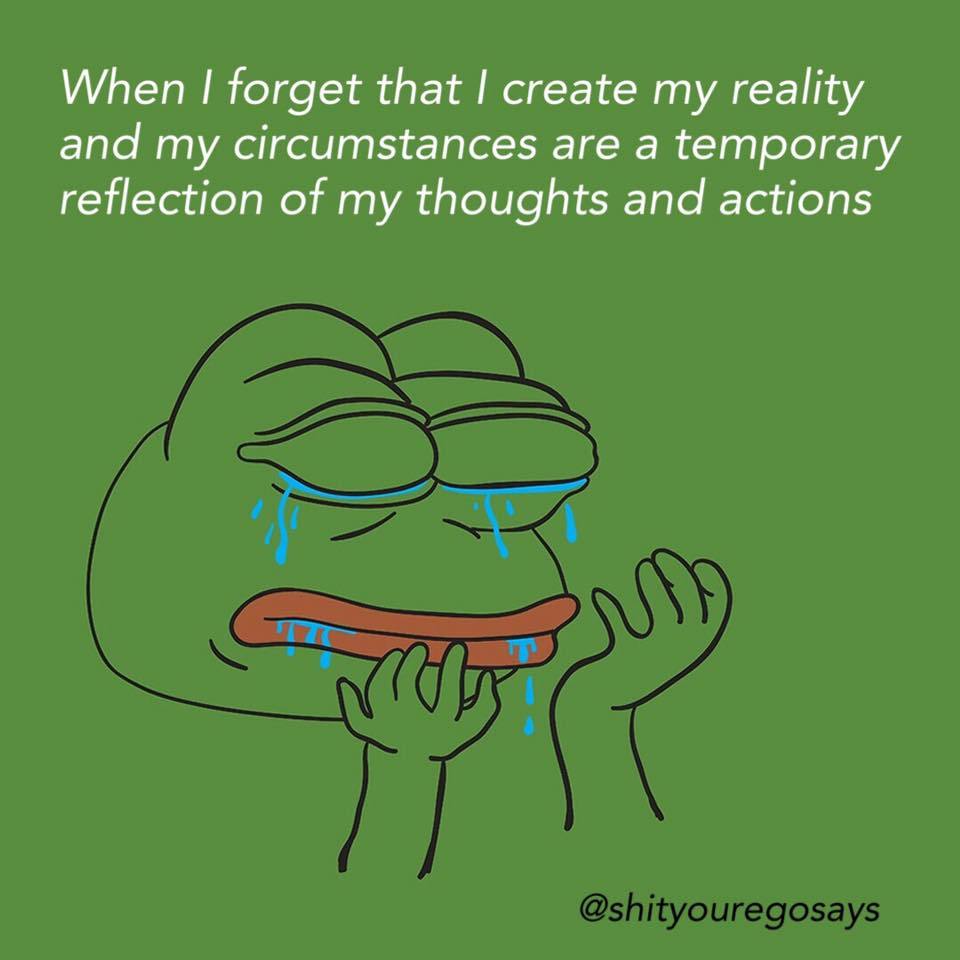 When I forget that I create my reality
and my circumstances are a temporary
reflection of my thoughts and actions
@shityouregosays